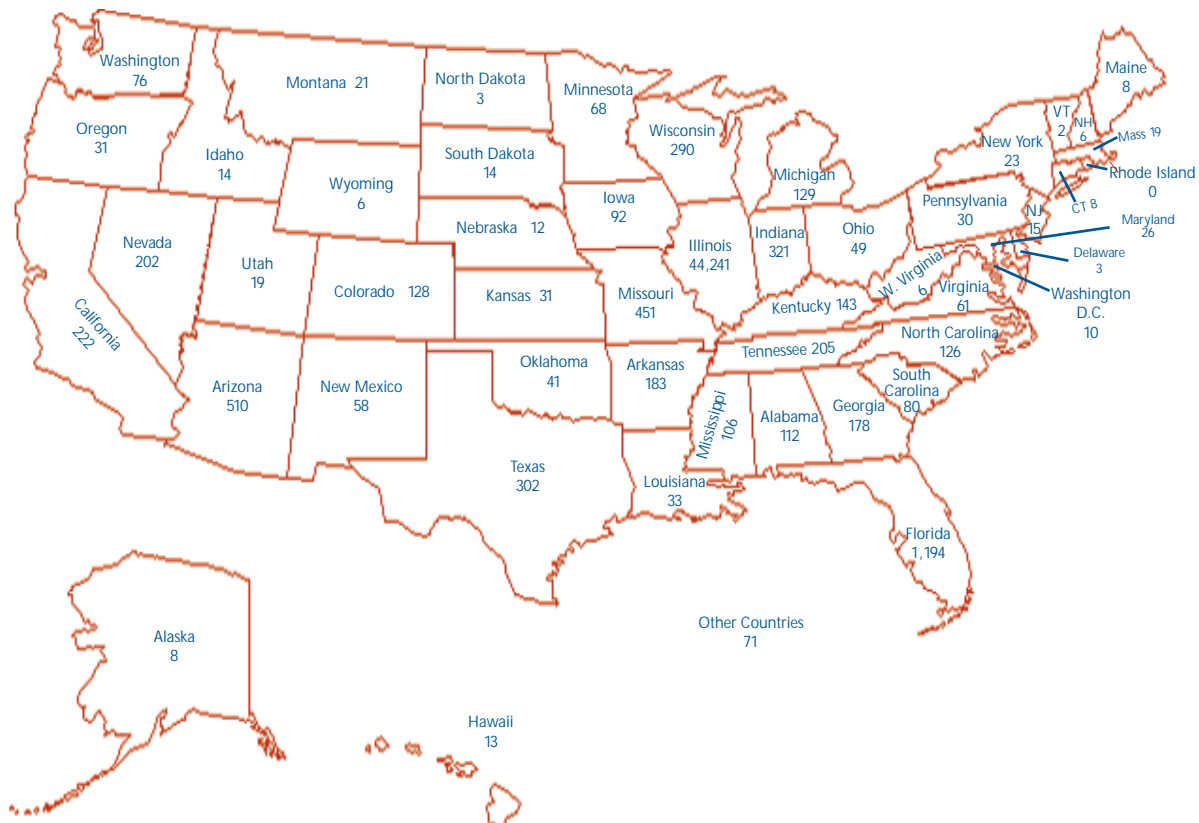 Washington
76
Oregon
31
Idaho
14
Montana 21
North Dakota
3
Minnesota
68
South Dakota
14
Wyoming
6
Wisconsin
290
Michigan
129
Iowa
92
Nebraska 12
Nevada
202
Utah
19
Colorado 128
Kansas 31
California
222
Illinois
44,241
Indiana
321
Ohio
49
Missouri
451
Kentucky 143
W. Virginia
6
Virginia
61
Pennsylvania
30
New York
23
VT
2
NH
6
Maine
8
Mass 19
Rhode Island
0
CT 8
NJ
15
Maryland
26
Delaware
3
Washington
D.C.
10
North Carolina
126
Tennessee 205
South
Carolina
80
Arizona
510
New Mexico
58
Oklahoma
41
Arkansas
183
Mississippi
106
Alabama
112
Georgia
178
Texas
302
Louisiana
33
Florida
1,194
Other Countries
71
Alaska
8
Hawaii
13